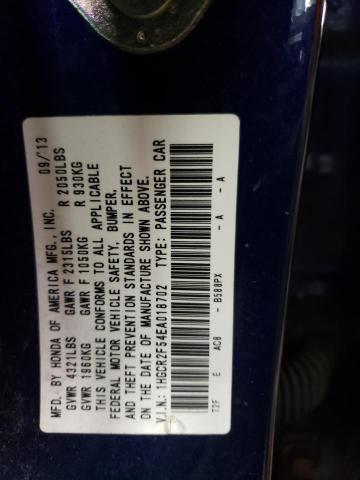 MFD. BY HONDA OF AMERICA MFG., INC. 09/'13
GVWR 4321LBS GAWR F 2315LBS R 2050LBS
GVWR 1960KG GAWR F 1050KG R 930KG
THIS VEHICLE CONFORMS TO ALL APPLICABLE
FEDERAL MOTOR VEHICLE SAFETY, BUMPER,
AND THEFT PREVENTION STANDARDS IN EFFECT
ON THE DATE OF MANUFACTURE SHOWN ABOVE.
V.I.N.: 1HGCR2F54EA018702 TYPE: PASSENGER CAR
T2F E AC8 - B588PX - A - A